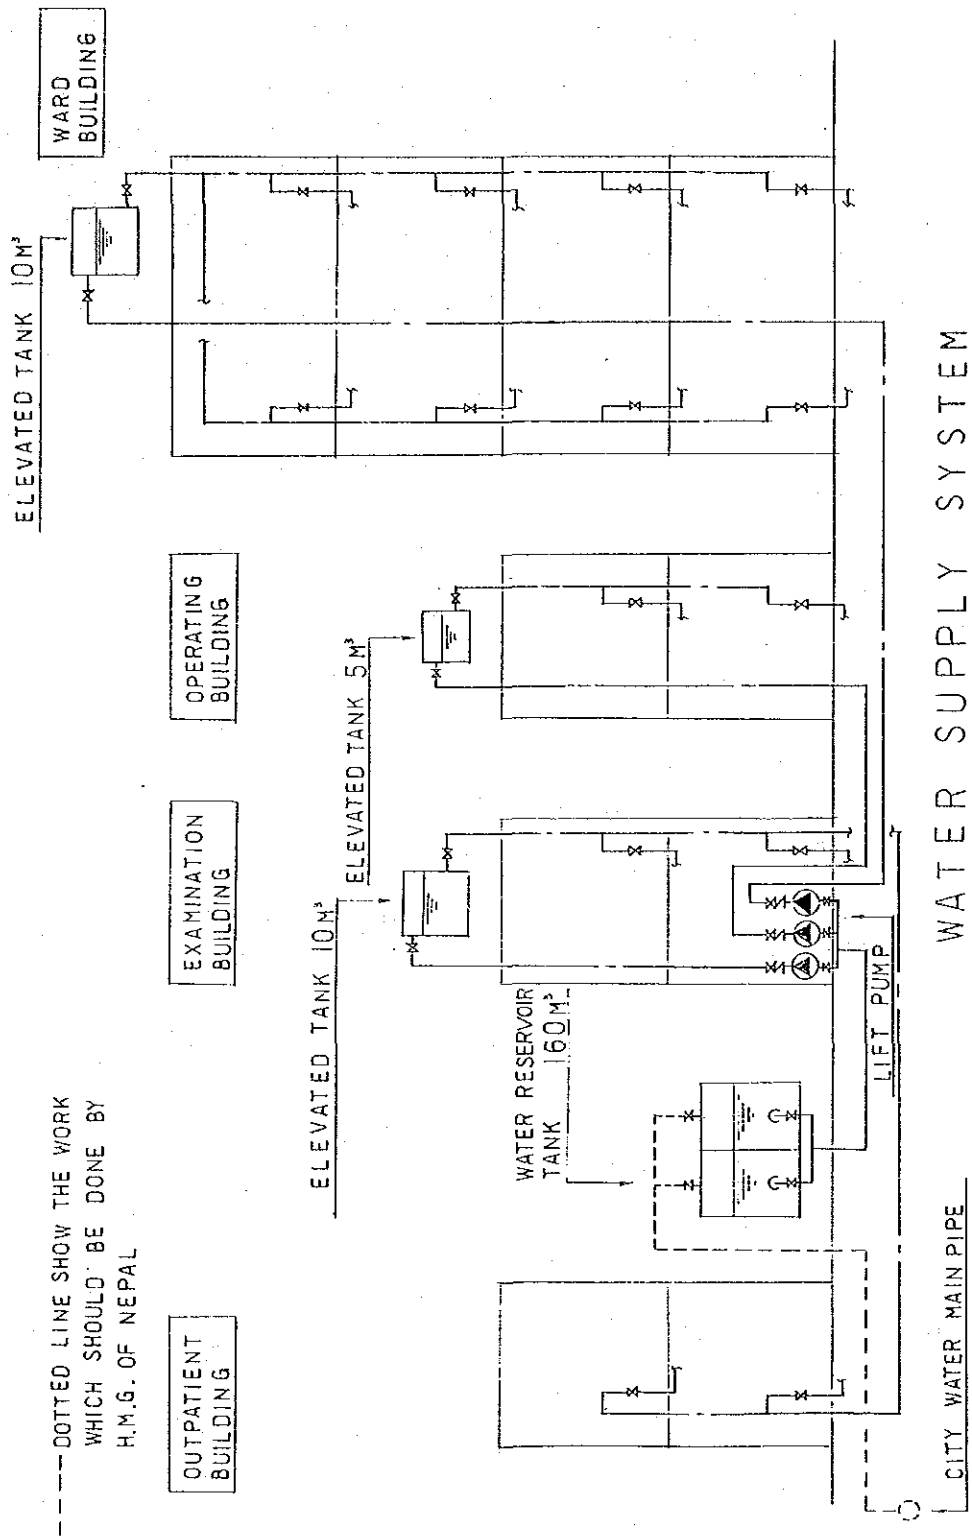 ---DOTTED LINE SHOW THE WORK
WHICH SHOULD BE DONE BY
H.M.G. OF NEPAL
OUTPATIENT
BUILDING
EXAMINATION
BUILDING
OPERATING
BUILDING
WARD
BUILDING
ELEVATED TANK 10M³
ELEVATED TANK 5M³
ELEVATED TANK 10M³
WATER RESERVOIR
TANK 160M³
LIFT PUMP
CITY WATER MAIN PIPE
WATER SUPPLY SYSTEM